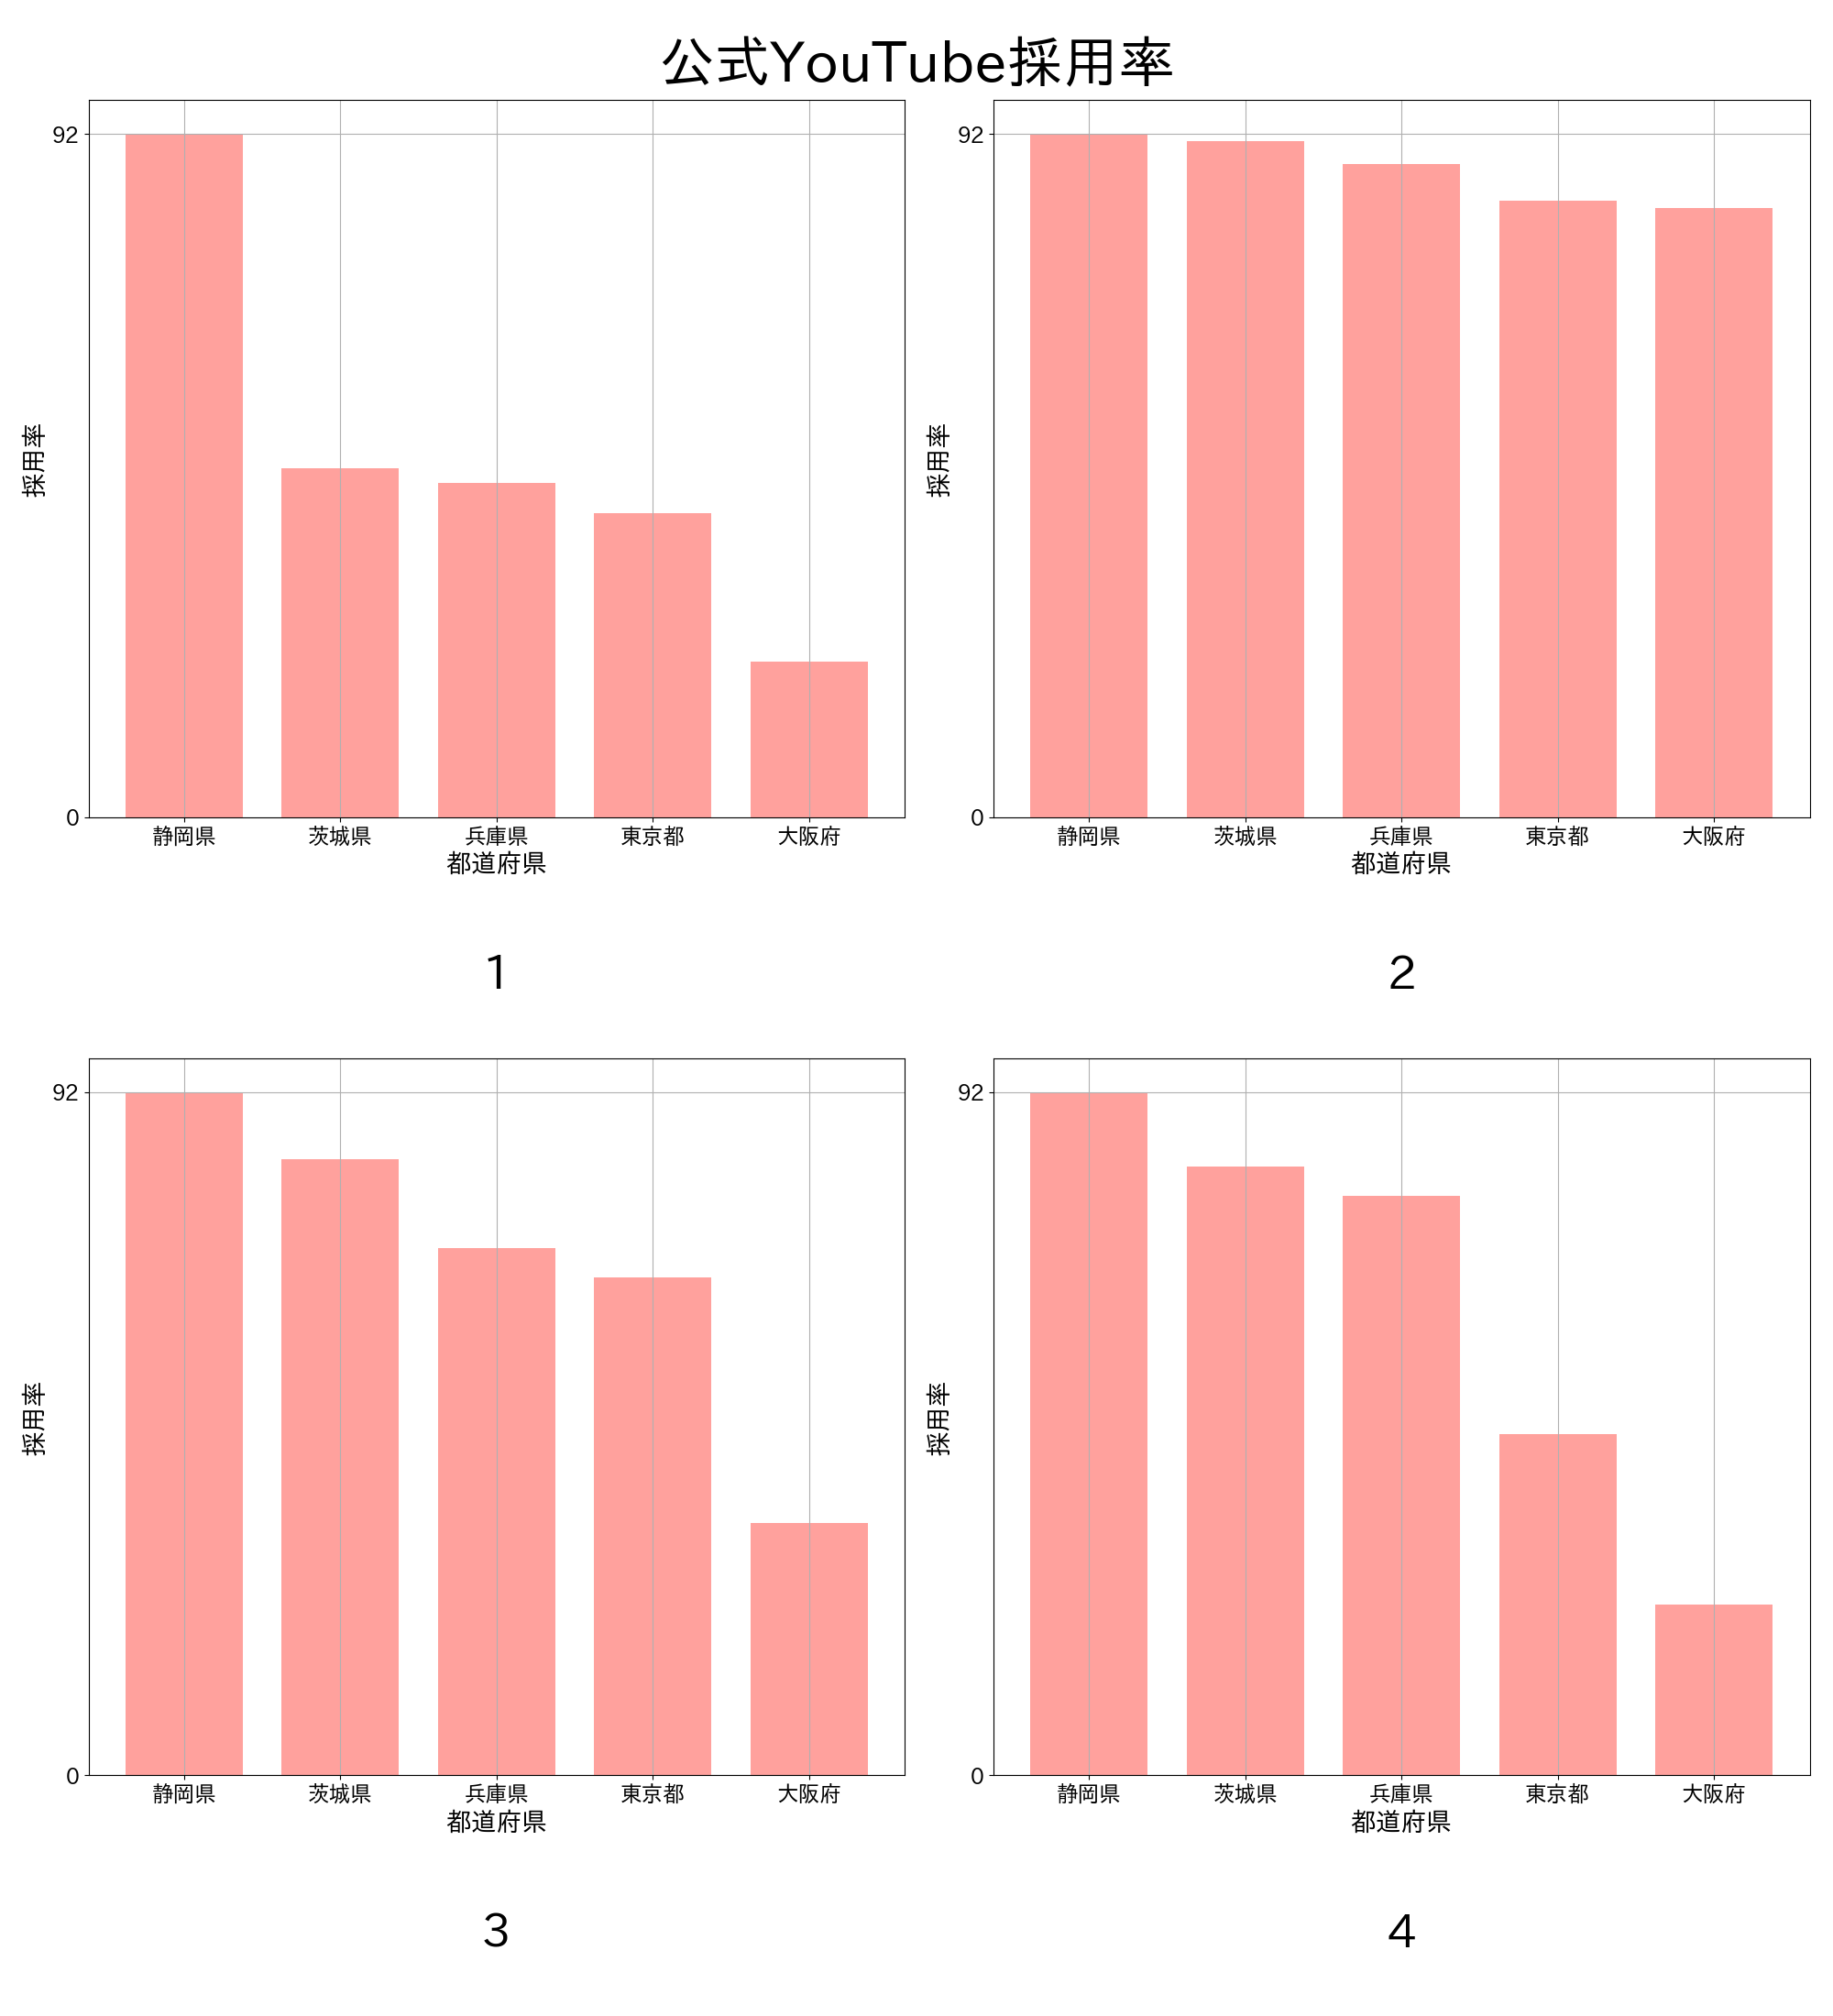 公式YouTube採用率
92
0
採用率
静岡県 茨城県 兵庫県 東京都 大阪府
都道府県
1
92
0
採用率
静岡県 茨城県 兵庫県 東京都 大阪府
都道府県
2
92
0
採用率
静岡県 茨城県 兵庫県 東京都 大阪府
都道府県
3
92
0
採用率
静岡県 茨城県 兵庫県 東京都 大阪府
都道府県
4